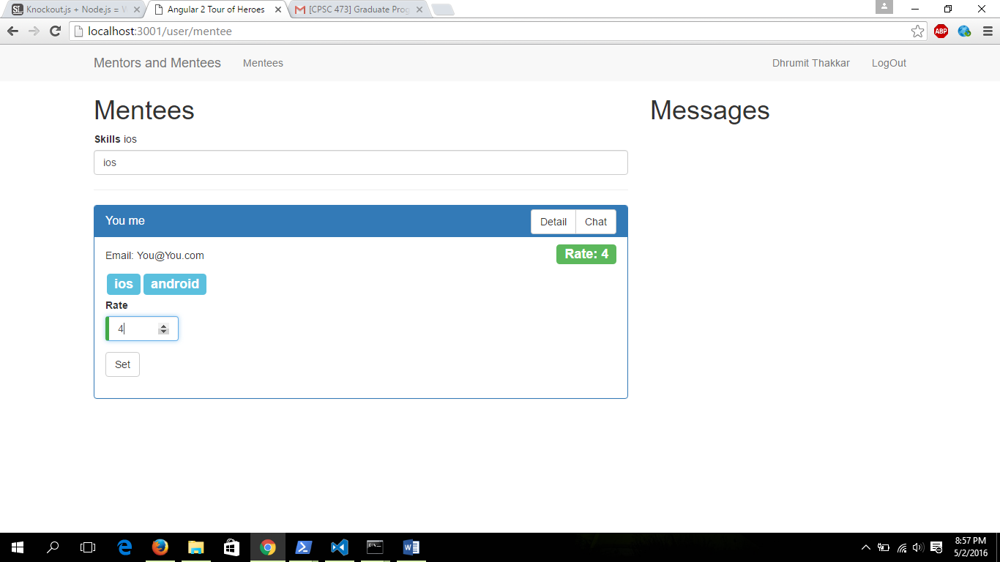 Knockout.js + Node.js = W
Angular 2 Tour of Heroes
[CPSC 473] Graduate Prog
localhost:3001/user/mentee
ABP
Mentors and Mentees Mentees Dhrumit Thakkar LogOut
Mentees
Messages
Skills ios
ios
You me Detail Chat
Email: You@You.com Rate: 4
ios android
Rate
4
Set
8:57 PM
5/2/2016